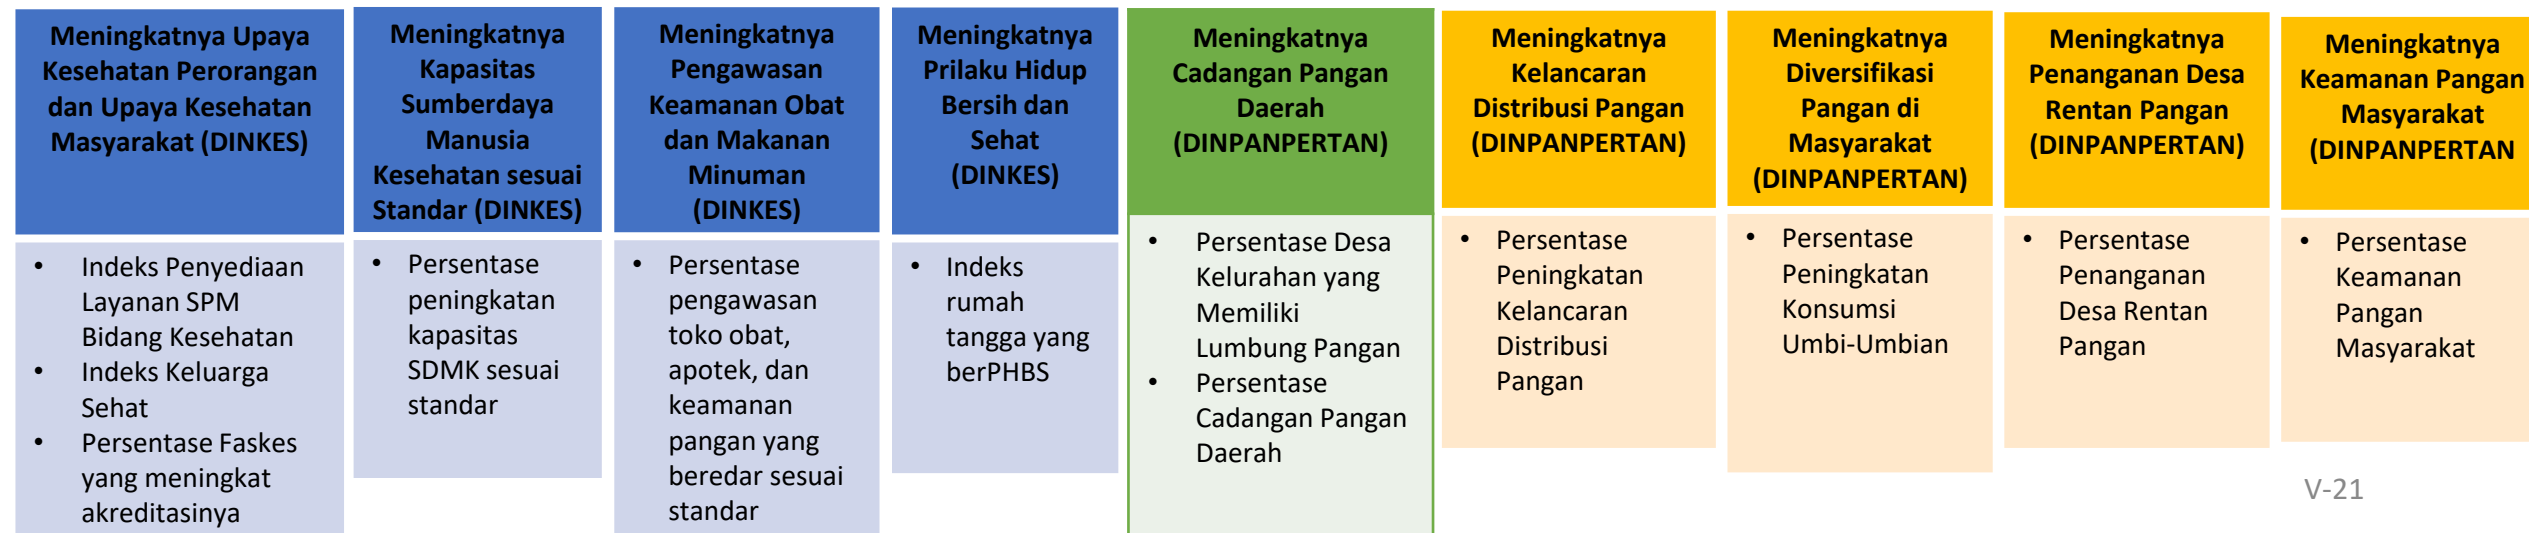 Meningkatnya Upaya
Kesehatan Perorangan
dan Upaya Kesehatan
Masyarakat (DINKES)
• Indeks Penyediaan
Layanan SPM
Bidang Kesehatan
• Indeks Keluarga
Sehat
• Persentase Faskes
yang meningkat
akreditasinya
Meningkatnya
Kapasitas
Sumberdaya
Manusia
Kesehatan sesuai
Standar (DINKES)
• Persentase
peningkatan
kapasitas
SDMK sesuai
standar
Meningkatnya
Pengawasan
Keamanan Obat
dan Makanan
Minuman
(DINKES)
• Persentase
pengawasan
toko obat,
apotek, dan
keamanan
pangan yang
beredar sesuai
standar
Meningkatnya
Prilaku Hidup
Bersih dan
Sehat
(DINKES)
• Indeks
rumah
tangga yang
berPHBS
Meningkatnya
Cadangan Pangan
Daerah
(DINPANPERTAN)
• Persentase Desa
Kelurahan yang
Memiliki
Lumbung Pangan
• Persentase
Cadangan Pangan
Daerah
Meningkatnya
Kelancaran
Distribusi Pangan
(DINPANPERTAN)
• Persentase
Peningkatan
Kelancaran
Distribusi
Pangan
Meningkatnya
Diversifikasi
Pangan di
Masyarakat
(DINPANPERTAN)
• Persentase
Peningkatan
Konsumsi
Umbi-Umbian
Meningkatnya
Penanganan Desa
Rentan Pangan
(DINPANPERTAN)
• Persentase
Penanganan
Desa Rentan
Pangan
Meningkatnya
Keamanan Pangan
Masyarakat
(DINPANPERTAN
• Persentase
Keamanan
Pangan
Masyarakat
V-21